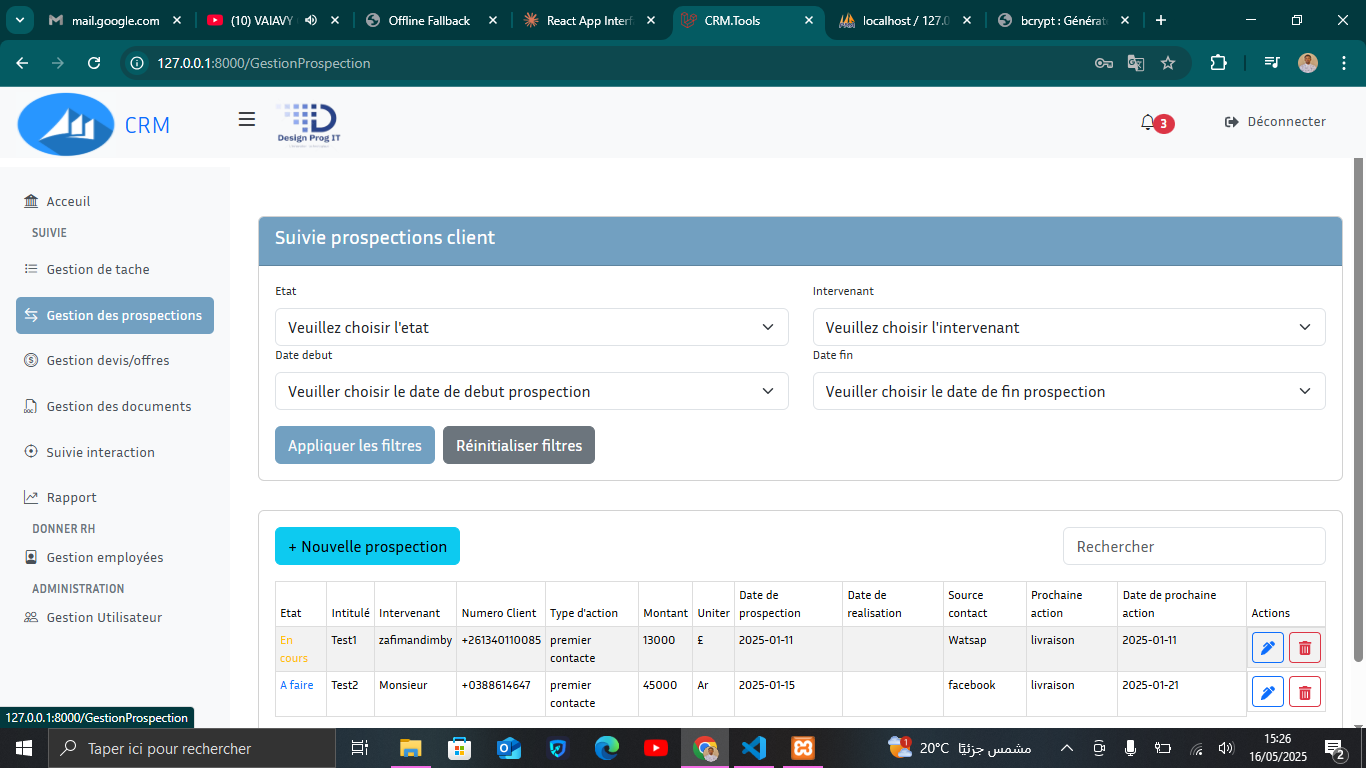 mail.google.com
(10) VAIAVY
Offline Fallback
React App Interf
CRM.Tools
localhost / 127.0
bcrypt : Générat
127.0.0.1:8000/GestionProspection
CRM
Design Prog IT
3
Déconnecter
Acceuil
SUIVIE
Gestion de tache
Gestion des prospections
Gestion devis/offres
Gestion des documents
Suivie interaction
Rapport
DONNER RH
Gestion employées
ADMINISTRATION
Gestion Utilisateur
Suivie prospections client
Etat
Intervenant
Veuillez choisir l'etat
Veuillez choisir l'intervenant
Date debut
Date fin
Veuiller choisir le date de debut prospection
Veuiller choisir le date de fin prospection
Appliquer les filtres
Réinitialiser filtres
+ Nouvelle prospection
Rechercher
Etat
Intitulé
Intervenant
Numero Client
Type d'action
Montant
Uniter
Date de
prospection
Date de
realisation
Source
contact
Prochaine
action
Date de prochaine
action
Actions
En
cours
Test1
zafimandimby
+261340110085
premier
contacte
13000
£
2025-01-11
Watsap
livraison
2025-01-11
A faire
Test2
Monsieur
+0388614647
premier
contacte
45000
Ar
2025-01-15
facebook
livraison
2025-01-21
127.0.0.1:8000/GestionProspection
Taper ici pour rechercher
1
20°C
مشمس جزئيًا
15:26
16/05/2025
2